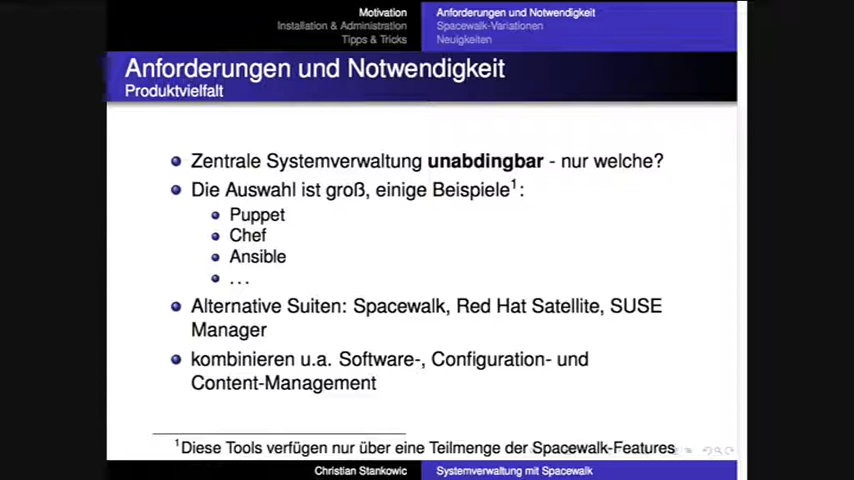 Motivation
Installation & Administration
Tipps & Tricks
Anforderungen und Notwendigkeit
Spacewalk-Variationen
Neuigkeiten
Anforderungen und Notwendigkeit
Produktvielfalt
Zentrale Systemverwaltung unabdingbar - nur welche?
Die Auswahl ist groß, einige Beispiele1:
Puppet
Chef
Ansible
...
Alternative Suiten: Spacewalk, Red Hat Satellite, SUSE
Manager
kombinieren u.a. Software-, Configuration- und
Content-Management
1Diese Tools verfügen nur über eine Teilmenge der Spacewalk-Features
Christian Stankowic
Systemverwaltung mit Spacewalk